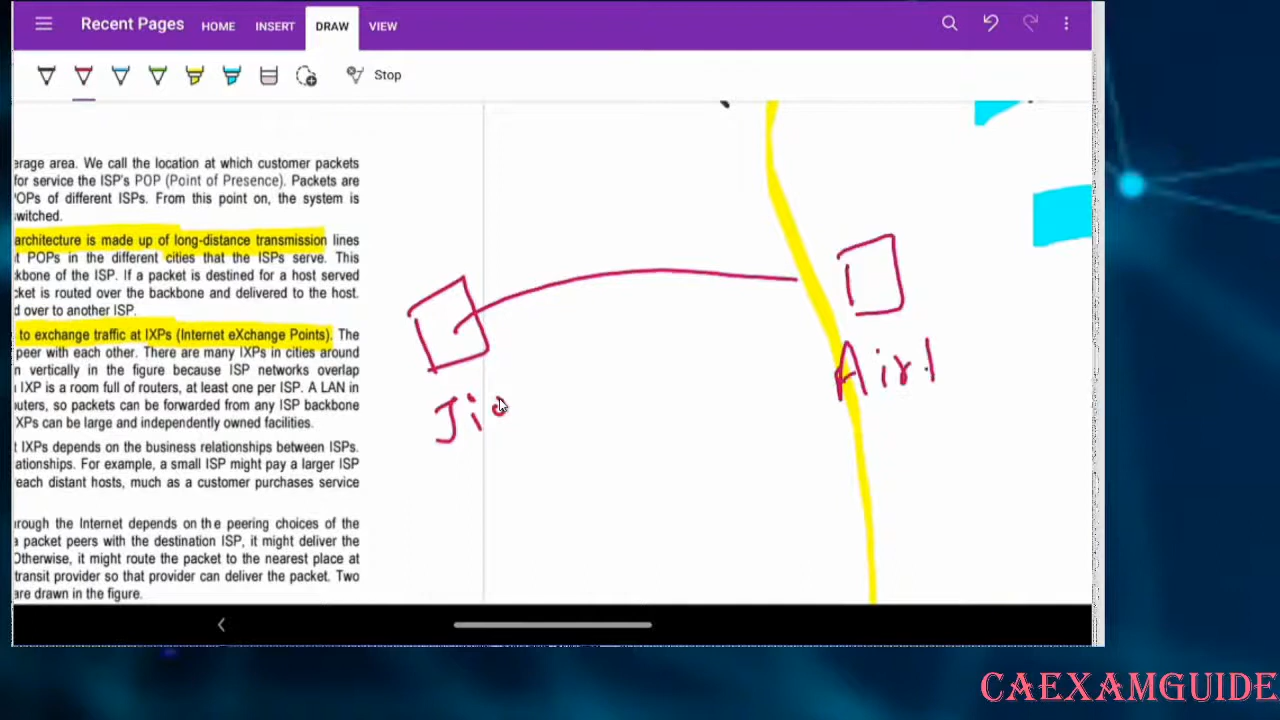 Recent Pages HOME INSERT DRAW VIEW
Stop
erage area. We call the location at which customer packets
for service the ISP's POP (Point of Presence). Packets are
OPs of different ISPs. From this point on, the system is
switched.
architecture is made up of long-distance transmission lines
t POPs in the different cities that the ISPs serve. This
kbone of the ISP. If a packet is destined for a host served
cket is routed over the backbone and delivered to the host.
d over to another ISP.
to exchange traffic at IXPs (Internet eXchange Points). The
peer with each other. There are many IXPs in cities around
n vertically in the figure because ISP networks overlap
IXP is a room full of routers, at least one per ISP. A LAN in
uters, so packets can be forwarded from any ISP backbone
XPs can be large and independently owned facilities.
t IXPs depends on the business relationships between ISPs.
ationships. For example, a small ISP might pay a larger ISP
each distant hosts, much as a customer purchases service
rough the Internet depends on the peering choices of the
a packet peers with the destination ISP, it might deliver the
Otherwise, it might route the packet to the nearest place at
transit provider so that provider can deliver the packet. Two
are drawn in the figure.
Airl
Jio
CAEXAMGUIDE